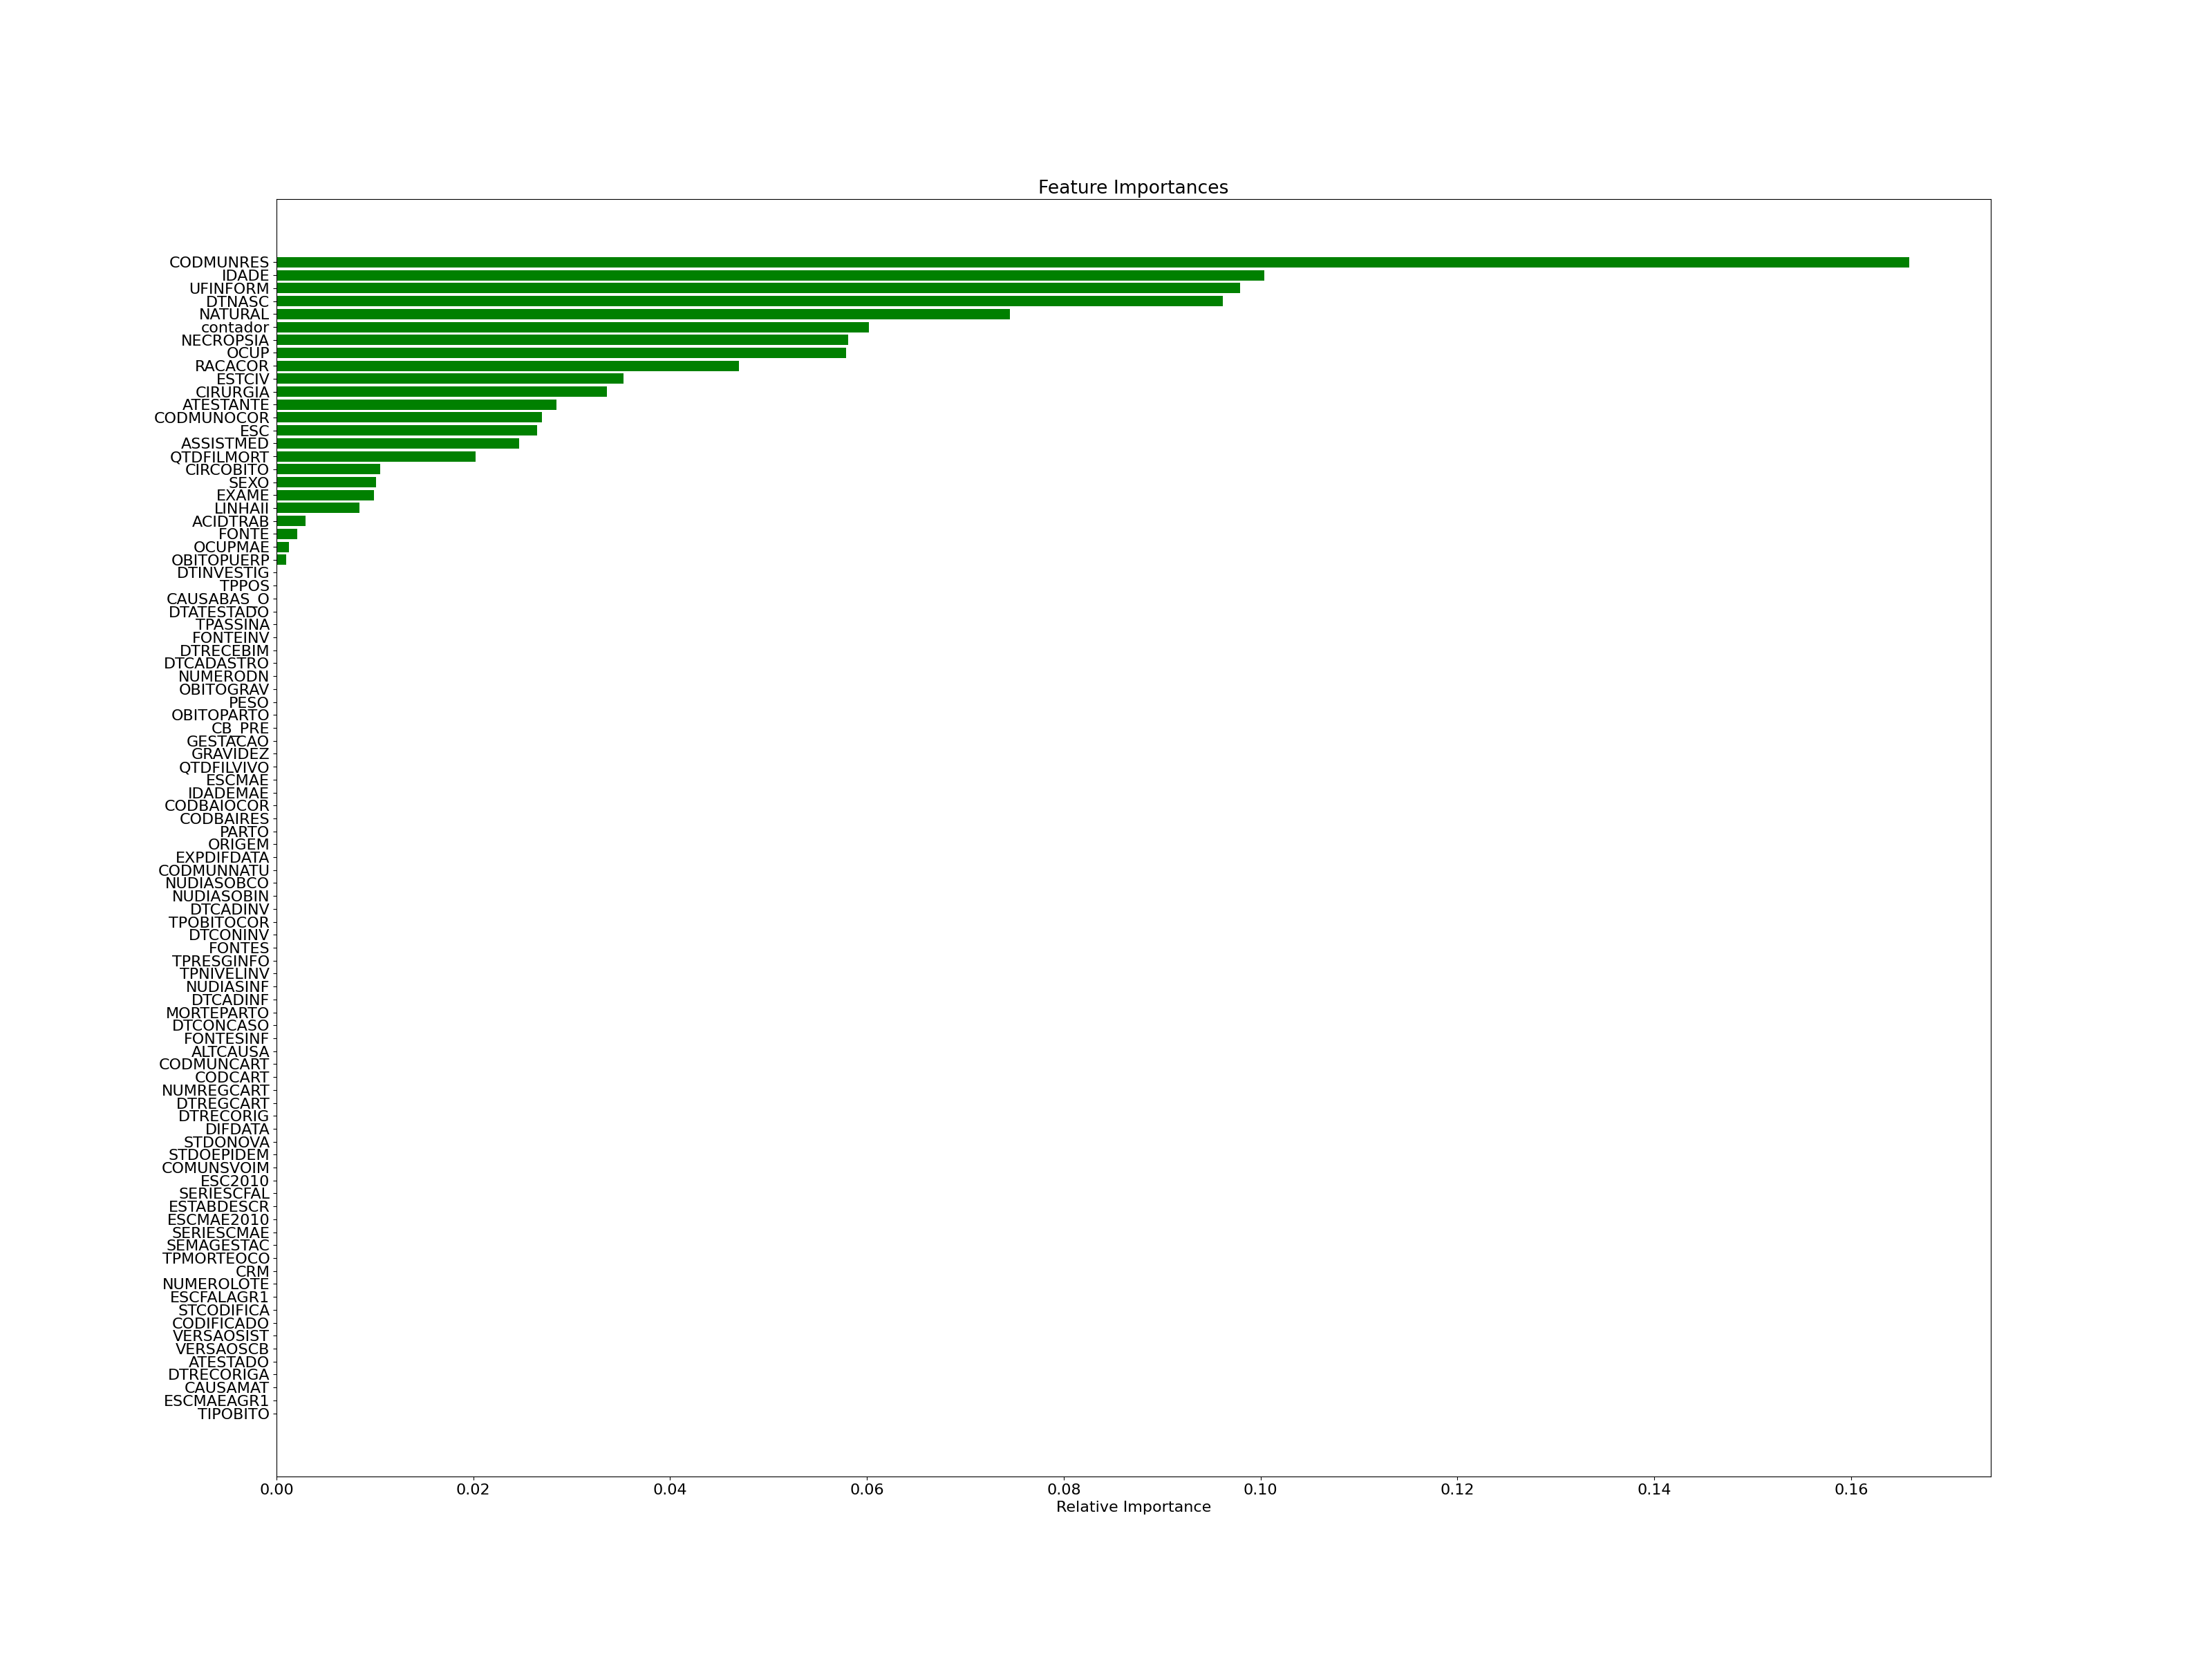 Feature Importances
CODMUNRES
IDADE
UFINFORM
DTNASC
NATURAL
contador
NECROPSIA
OCUP
RACACOR
ESTCIV
CIRURGIA
ATESTANTE
CODMUNOCOR
ESC
ASSISTMED
QTDFILMORT
CIRCOBITO
SEXO
EXAME
LINHAII
ACIDTRAB
FONTE
OCUPMAE
OBITOPUERP
DTINVESTIG
TPPOS
CAUSABAS_O
DTATESTADO
TPASSINA
FONTEINV
DTRECEBIM
DTCADASTRO
NUMERODN
OBITOGRAV
PESO
OBITOPARTO
CB_PRE
GESTACAO
GRAVIDEZ
QTDFILVIVO
ESCMAE
IDADEMAE
CODBAIOCOR
CODBAIRES
PARTO
ORIGEM
EXPDIFDATA
CODMUNNATU
NUDIASOBCO
NUDIASOBIN
DTCADINV
TPOBITOCOR
DTCONINV
FONTES
TPRESGINFO
TPNIVELINV
NUDIASINF
DTCADINF
MORTEPARTO
DTCONCASO
FONTESINF
ALTCAUSA
CODMUNCART
CODCART
NUMREGCART
DTREGCART
DTRECORIG
DIFDATA
STDONOVA
STDOEPIDEM
COMUNSVOIM
ESC2010
SERIESCFAL
ESTABDESCR
ESCMAE2010
SERIESCMAE
SEMAGESTAC
TPMORTEOCO
CRM
NUMEROLOTE
ESCFALAGR1
STCODIFICA
CODIFICADO
VERSAOSIST
VERSAOSCB
ATESTADO
DTRECORIGA
CAUSAMAT
ESCMAEAGR1
TIPOBITO
0.00 0.02 0.04 0.06 0.08 0.10 0.12 0.14 0.16
Relative Importance